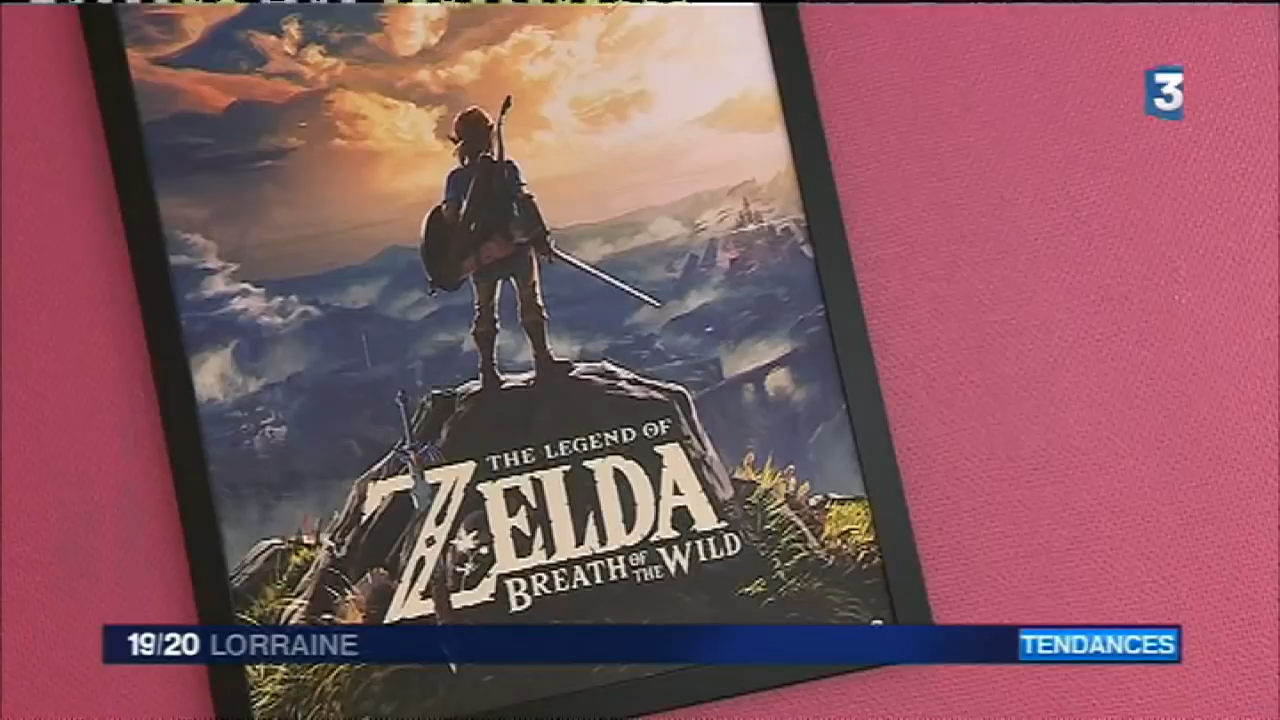 3
THE LEGEND OF
ZELDA
BREATH OF THE WILD
19/20 LORRAINE
TENDANCES